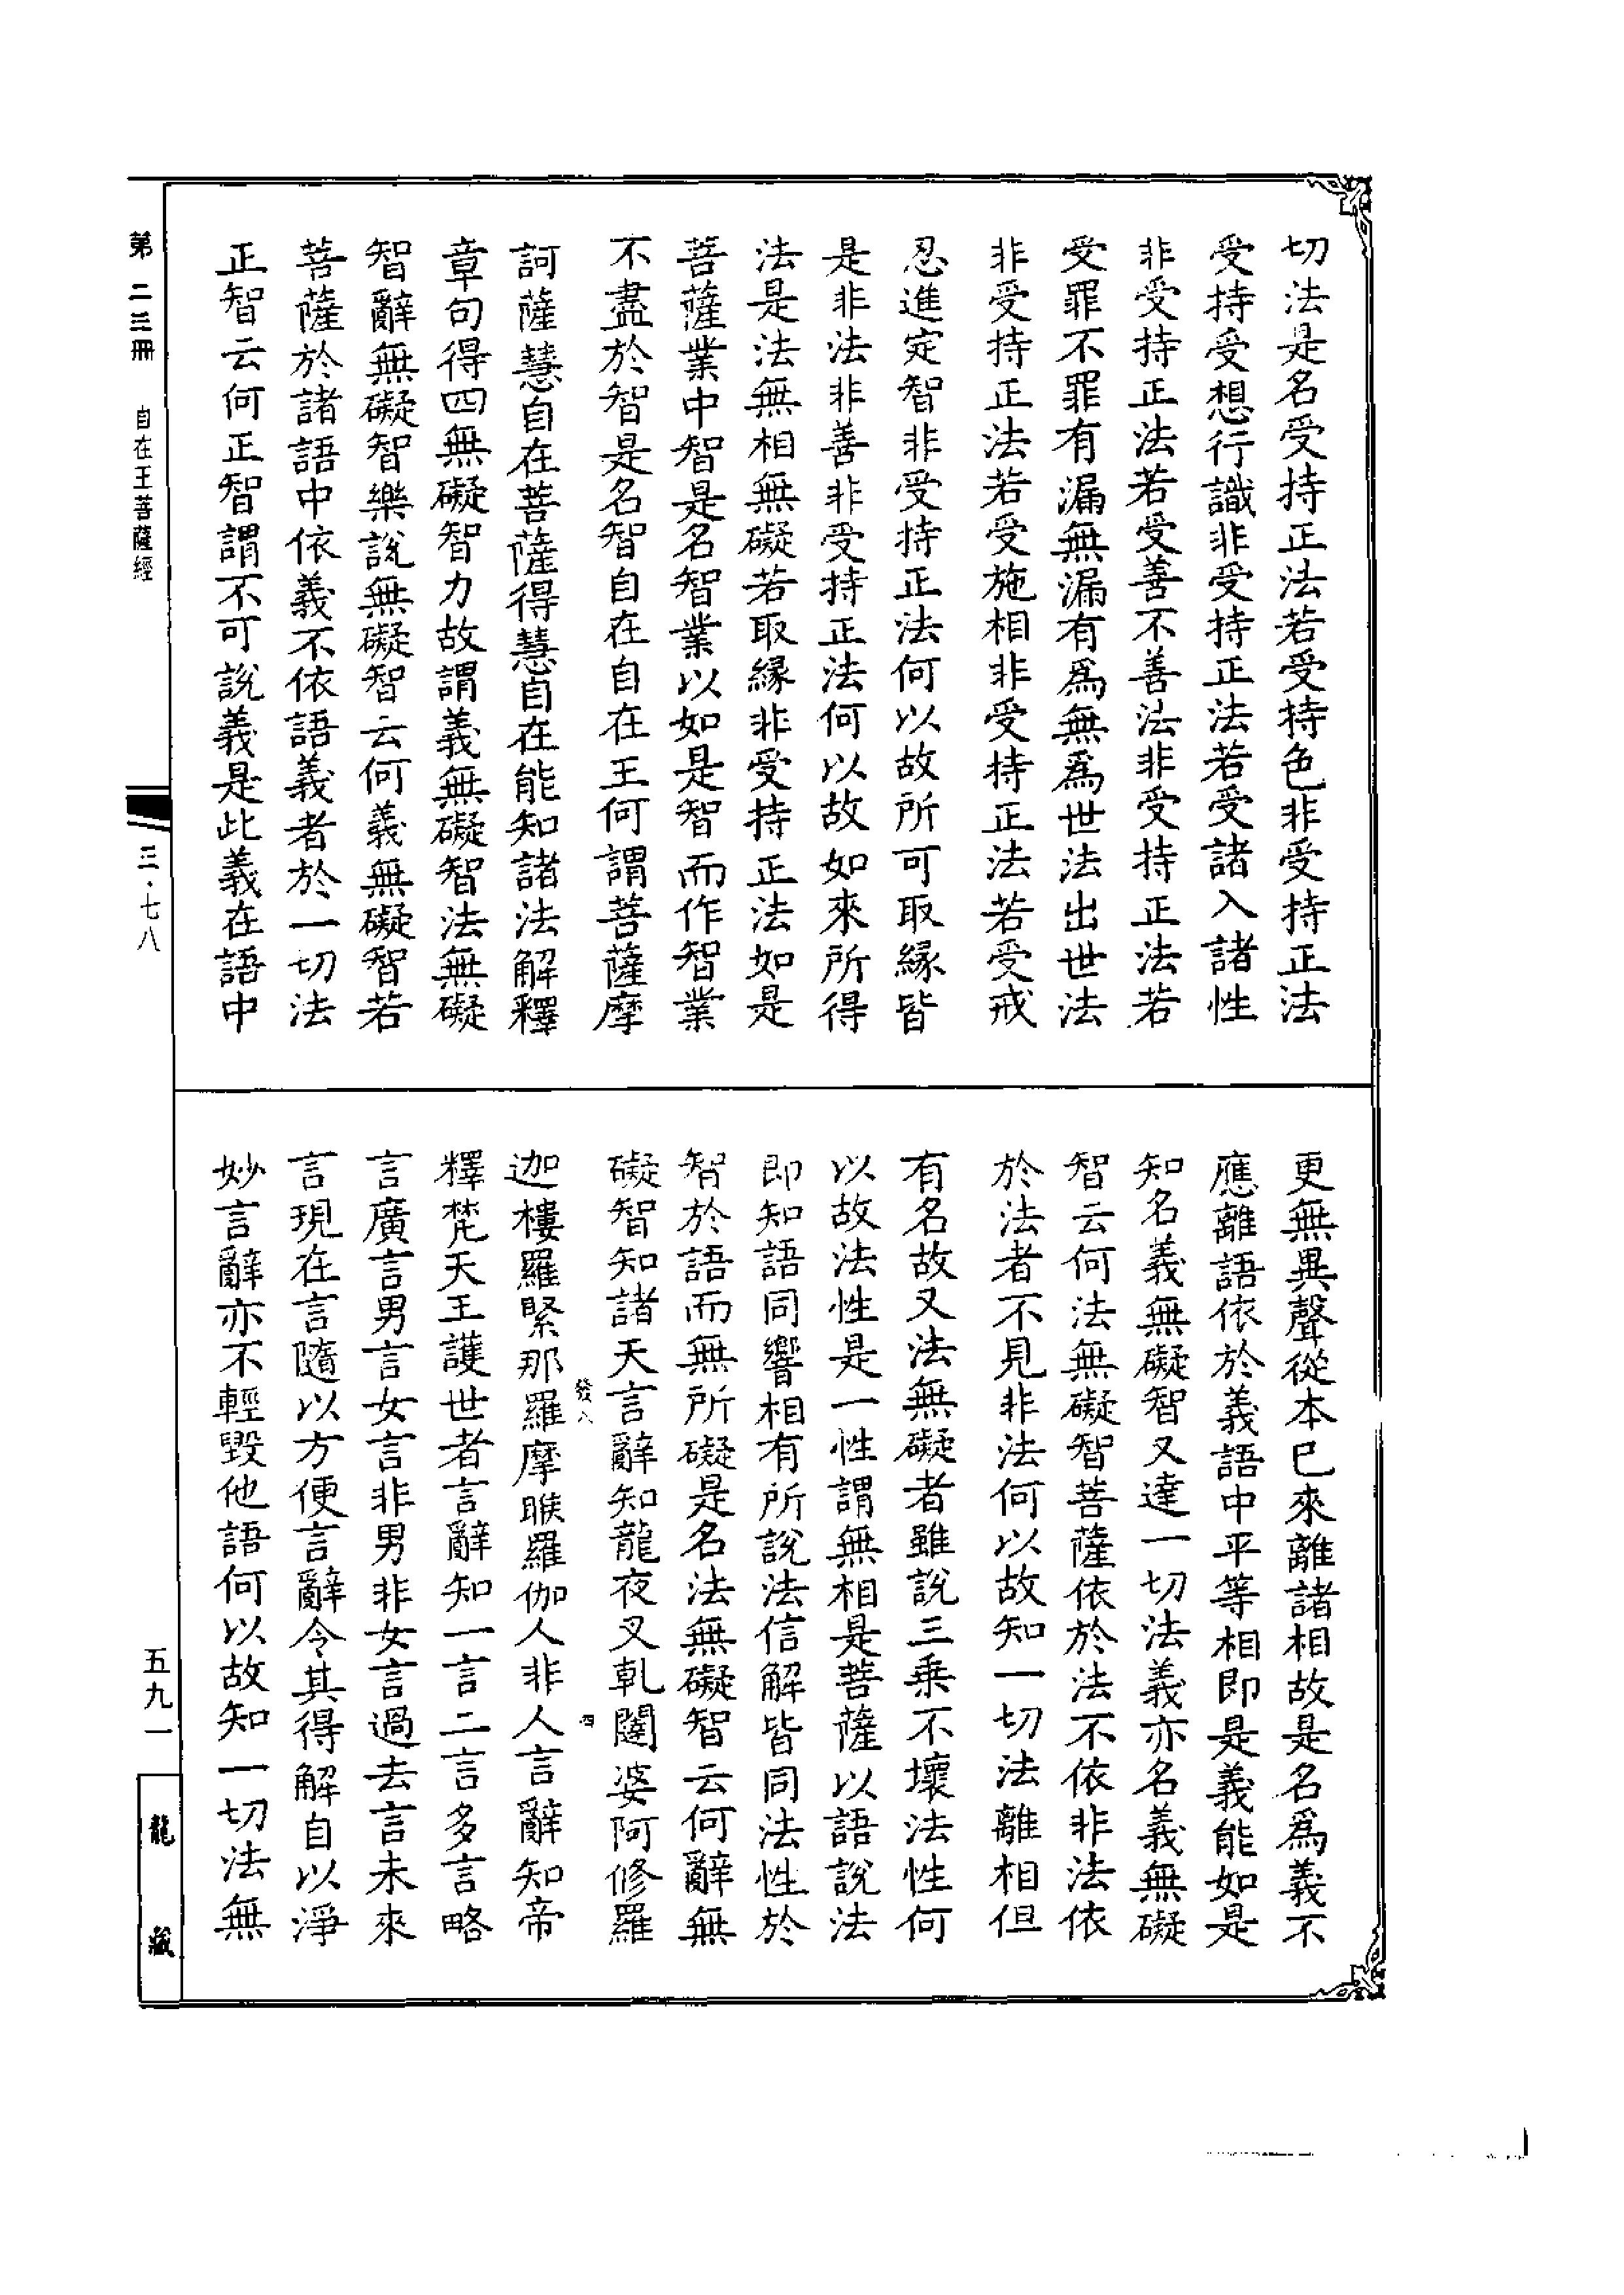 切法是名受持正法若受持色非受持正法
受持受想行識非受持正法若受諸入諸性
非受持正法若受善不善法非受持正法若
受罪不罪有漏無漏有爲無爲世法出世法
非受持正法若受施相非受持正法若受戒
忍進定智非受持正法何以故所可取緣皆
是非法非善非受持正法何以故如來所得
法是法無相無礙若取緣非受持正法如是
菩薩業中智是名智業以如是智而作智業
不盡於智是名智自在自在王何謂菩薩摩
訶薩慧自在菩薩得慧自在能知諸法解釋
章句得四無礙智力故謂義無礙智法無礙
智辭無礙智樂說無礙智云何義無礙智若
菩薩於諸語中依義不依語義者於一切法
正智云何正智謂不可說義是此義在語中
更無異聲從本已來離諸相故是名爲義不
應離語依於義語中平等相即是義能如是
知名義無礙智又達一切法義亦名義無礙
智云何法無礙智菩薩依於法不依非法依
於法者不見非法何以故知一切法離相但
有名故又法無礙者雖說三乘不壞法性何
以故法性是一性謂無相是菩薩以語說法
即知語同響相有所說法信解皆同法性於
智於語而無所礙是名法無礙智云何辭無
礙智知諸天言辭知龍夜叉乹闥婆阿修羅
發八 四
迦樓羅緊那羅摩睺羅伽人非人言辭知帝
釋梵天王護世者言辭知一言二言多言略
言廣言男言女言非男非女言過去言未來
言現在言隨以方便言辭令其得解自以淨
妙言辭亦不輕毀他語何以故知一切法無
第二三冊 自在王菩薩經
三·七八
五九一
龍藏